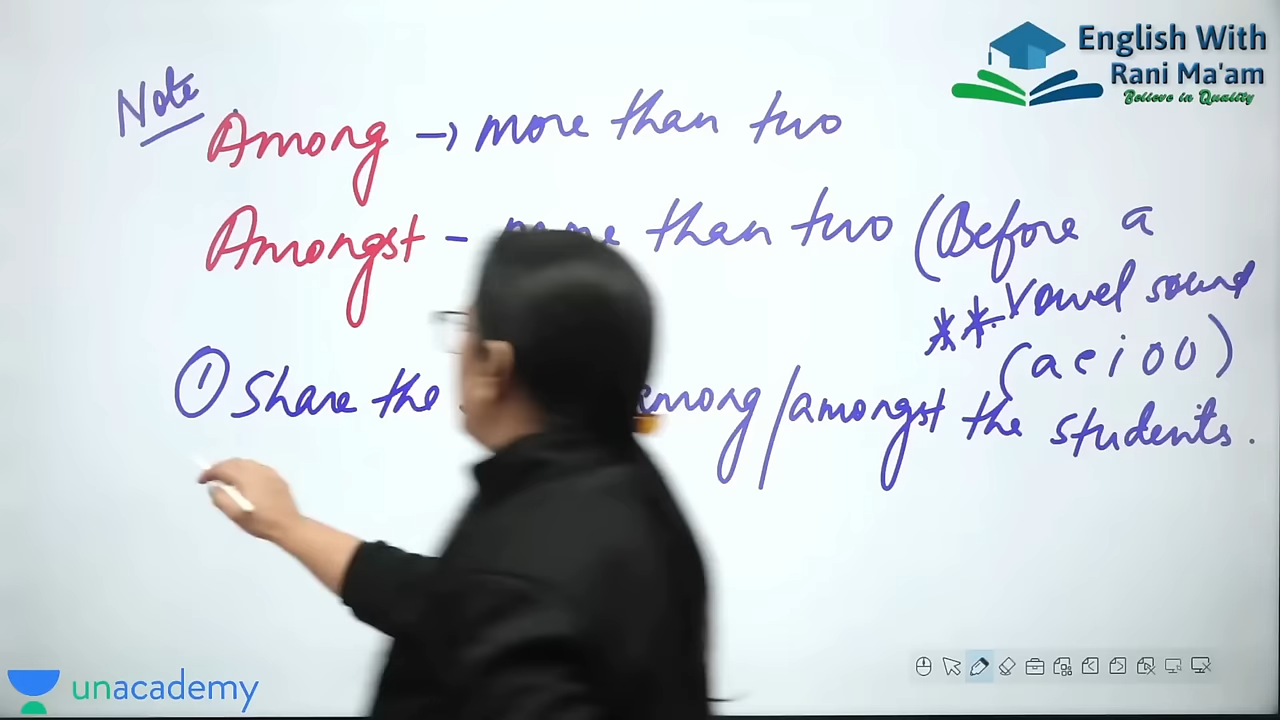 English With
Rani Ma'am
Believe in Quality
Note
Among → more than two
Amongst - than two (Before a
** Vowel sound
(a e i o u)
① Share the among/amongst the students.
unacademy